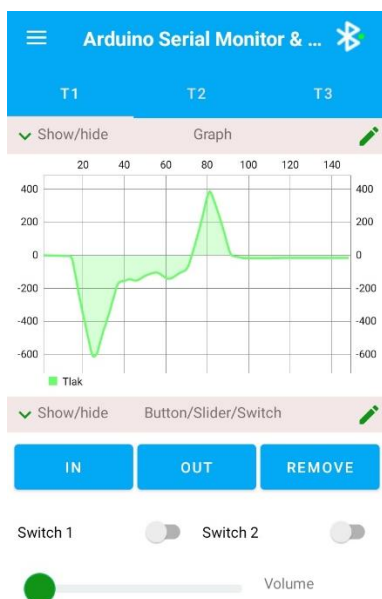 Arduino Serial Monitor & ...
T1 T2 T3
Show/hide Graph
20 40 60 80 100 120 140
400 400
200 200
0 0
-200 -200
-400 -400
-600 -600
Tlak
Show/hide Button/Slider/Switch
IN OUT REMOVE
Switch 1 Switch 2
Volume